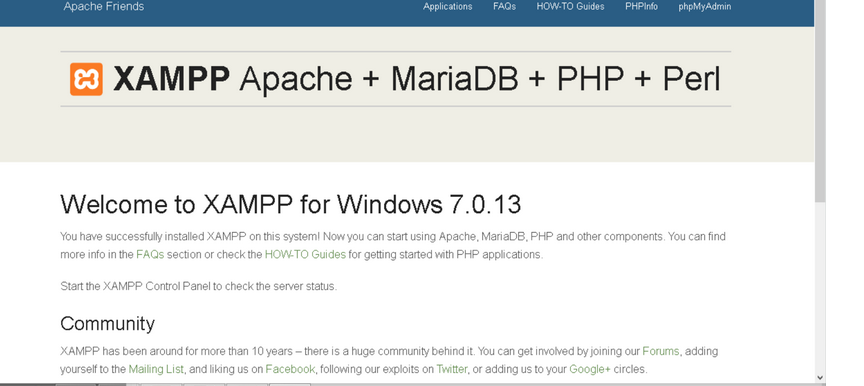 Apache Friends Applications FAQs HOW-TO Guides PHPInfo phpMyAdmin
XAMPP Apache + MariaDB + PHP + Perl
Welcome to XAMPP for Windows 7.0.13
You have successfully installed XAMPP on this system! Now you can start using Apache, MariaDB, PHP and other components. You can find
more info in the FAQs section or check the HOW-TO Guides for getting started with PHP applications.
Start the XAMPP Control Panel to check the server status.
Community
XAMPP has been around for more than 10 years – there is a huge community behind it. You can get involved by joining our Forums, adding
yourself to the Mailing List, and liking us on Facebook, following our exploits on Twitter, or adding us to your Google+ circles.